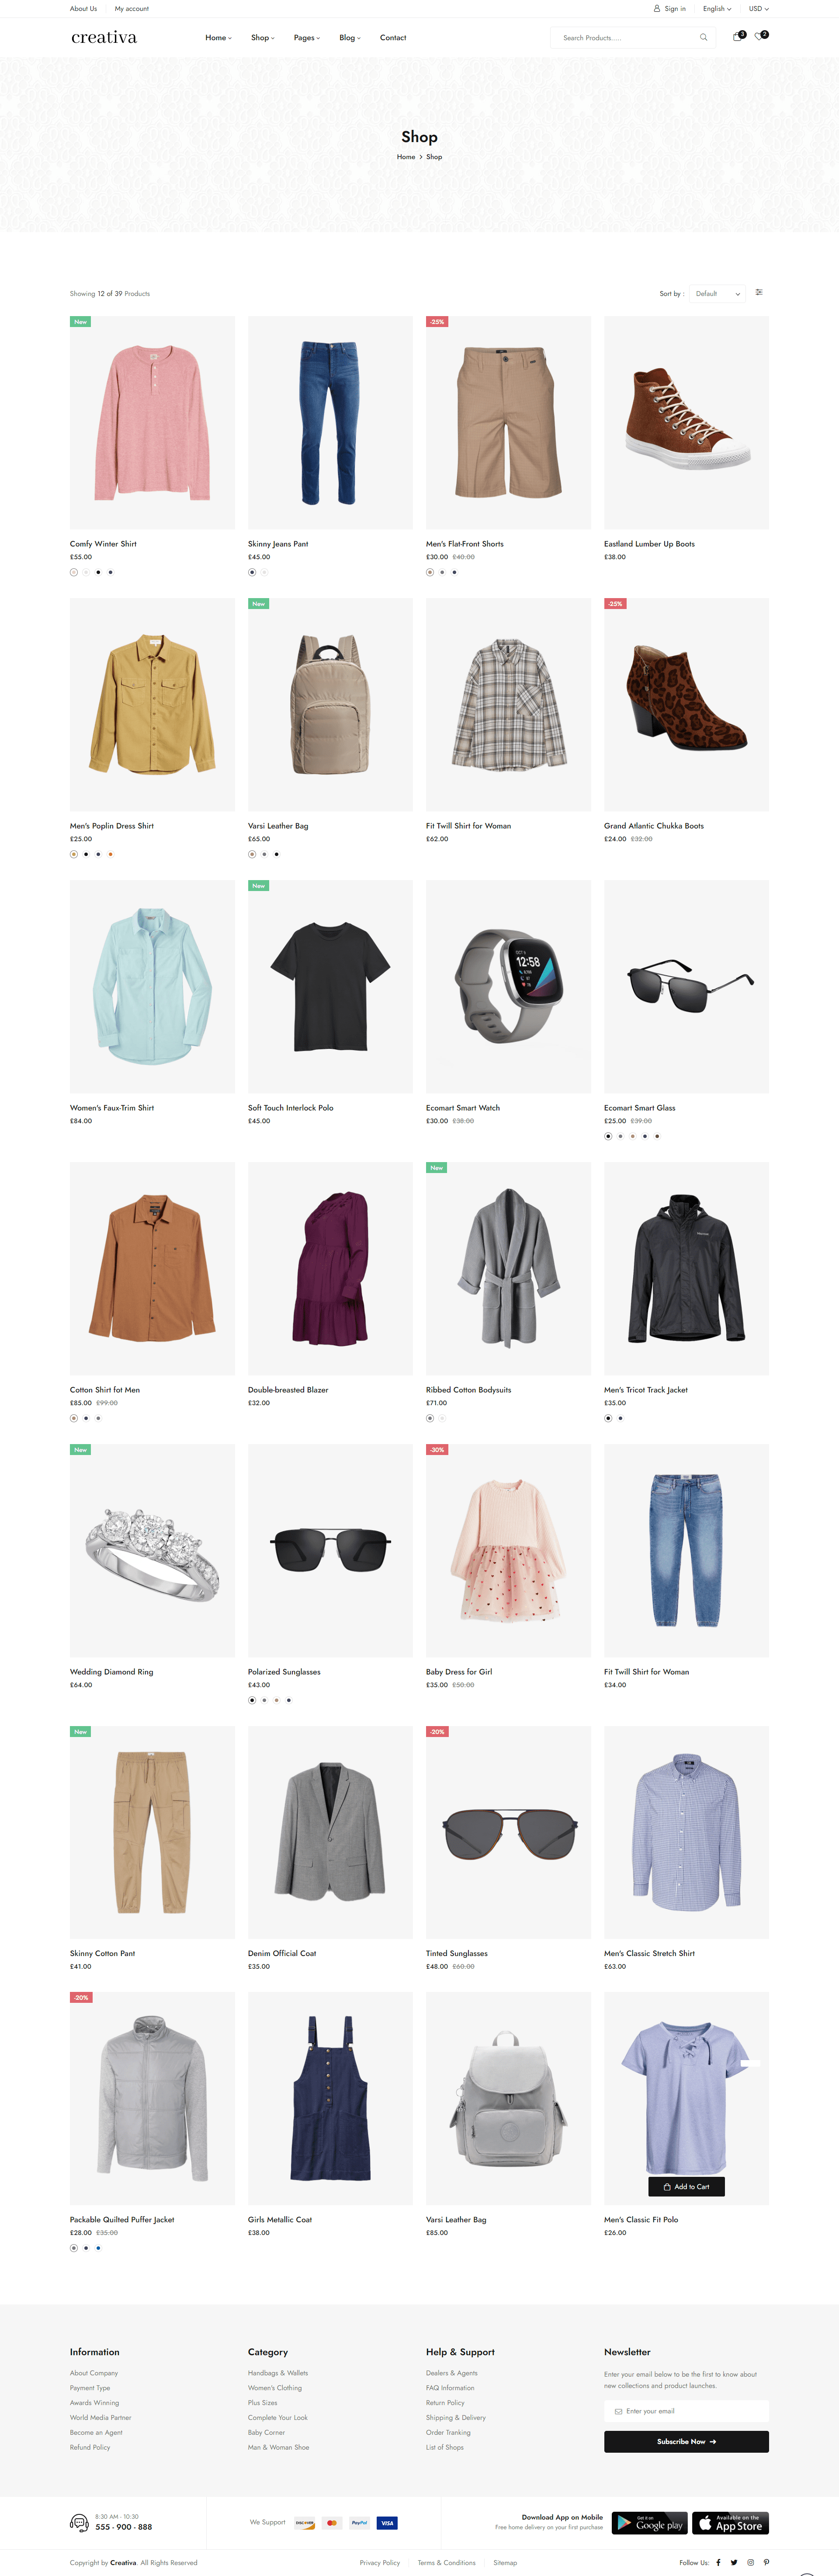 About Us My account Sign in English USD
creativa Home Shop Pages Blog Contact Search Products..... 3 2
Shop
Home > Shop
Showing 12 of 39 Products Sort by : Default
New -25%
Comfy Winter Shirt Skinny Jeans Pant Men's Flat-Front Shorts Eastland Lumber Up Boots
£55.00 £45.00 £30.00 £40.00 £38.00
New -25%
Men's Poplin Dress Shirt Varsi Leather Bag Fit Twill Shirt for Woman Grand Atlantic Chukka Boots
£25.00 £65.00 £62.00 £24.00 £32.00
New
12:58
Women's Faux-Trim Shirt Soft Touch Interlock Polo Ecomart Smart Watch Ecomart Smart Glass
£84.00 £45.00 £30.00 £38.00 £25.00 £39.00
New
Cotton Shirt fot Men Double-breasted Blazer Ribbed Cotton Bodysuits Men's Tricot Track Jacket
£85.00 £99.00 £32.00 £71.00 £35.00
New -30%
Wedding Diamond Ring Polarized Sunglasses Baby Dress for Girl Fit Twill Shirt for Woman
£64.00 £43.00 £35.00 £50.00 £34.00
New -20%
Skinny Cotton Pant Denim Official Coat Tinted Sunglasses Men's Classic Stretch Shirt
£41.00 £35.00 £48.00 £60.00 £63.00
-20%
Add to Cart
Packable Quilted Puffer Jacket Girls Metallic Coat Varsi Leather Bag Men's Classic Fit Polo
£28.00 £35.00 £38.00 £85.00 £26.00
Information Category Help & Support Newsletter
About Company Handbags & Wallets Dealers & Agents Enter your email below to be the first to know about
Payment Type Women's Clothing FAQ Information new collections and product launches.
Awards Winning Plus Sizes Return Policy
World Media Partner Complete Your Look Shipping & Delivery Enter your email
Become an Agent Baby Corner Order Tranking
Refund Policy Man & Woman Shoe List of Shops Subscribe Now
8:30 AM - 10:30 We Support DISCOVER PayPal VISA Download App on Mobile Get it on Google play Available on the App Store
555 - 900 - 888 Free home delivery on your first purchase
Copyright by Creativa. All Rights Reserved Privacy Policy Terms & Conditions Sitemap Follow Us: